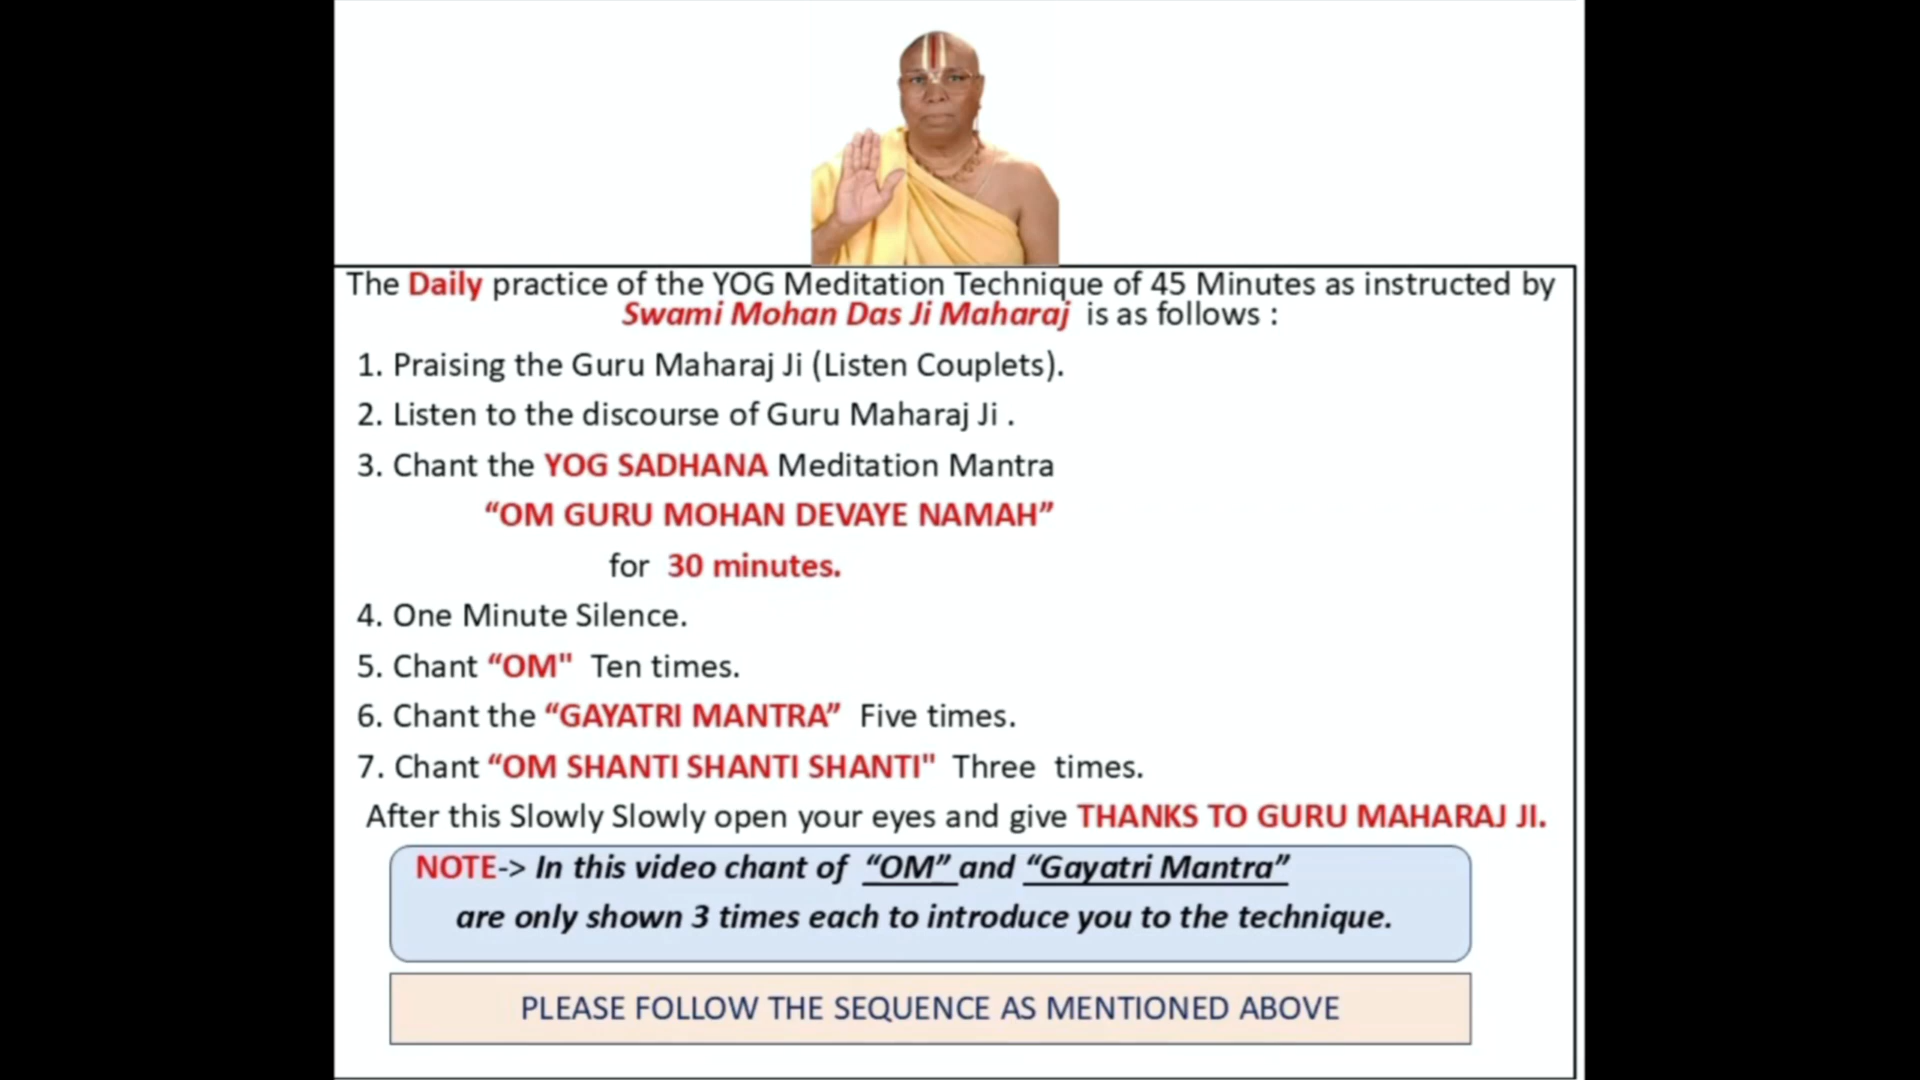 The Daily practice of the YOG Meditation Technique of 45 Minutes as instructed by
Swami Mohan Das Ji Maharaj is as follows :
1. Praising the Guru Maharaj Ji (Listen Couplets).
2. Listen to the discourse of Guru Maharaj Ji .
3. Chant the YOG SADHANA Meditation Mantra
“OM GURU MOHAN DEVAYE NAMAH”
for 30 minutes.
4. One Minute Silence.
5. Chant “OM" Ten times.
6. Chant the “GAYATRI MANTRA” Five times.
7. Chant “OM SHANTI SHANTI SHANTI" Three times.
After this Slowly Slowly open your eyes and give THANKS TO GURU MAHARAJ JI.
NOTE-> In this video chant of “OM” and “Gayatri Mantra”
are only shown 3 times each to introduce you to the technique.
PLEASE FOLLOW THE SEQUENCE AS MENTIONED ABOVE